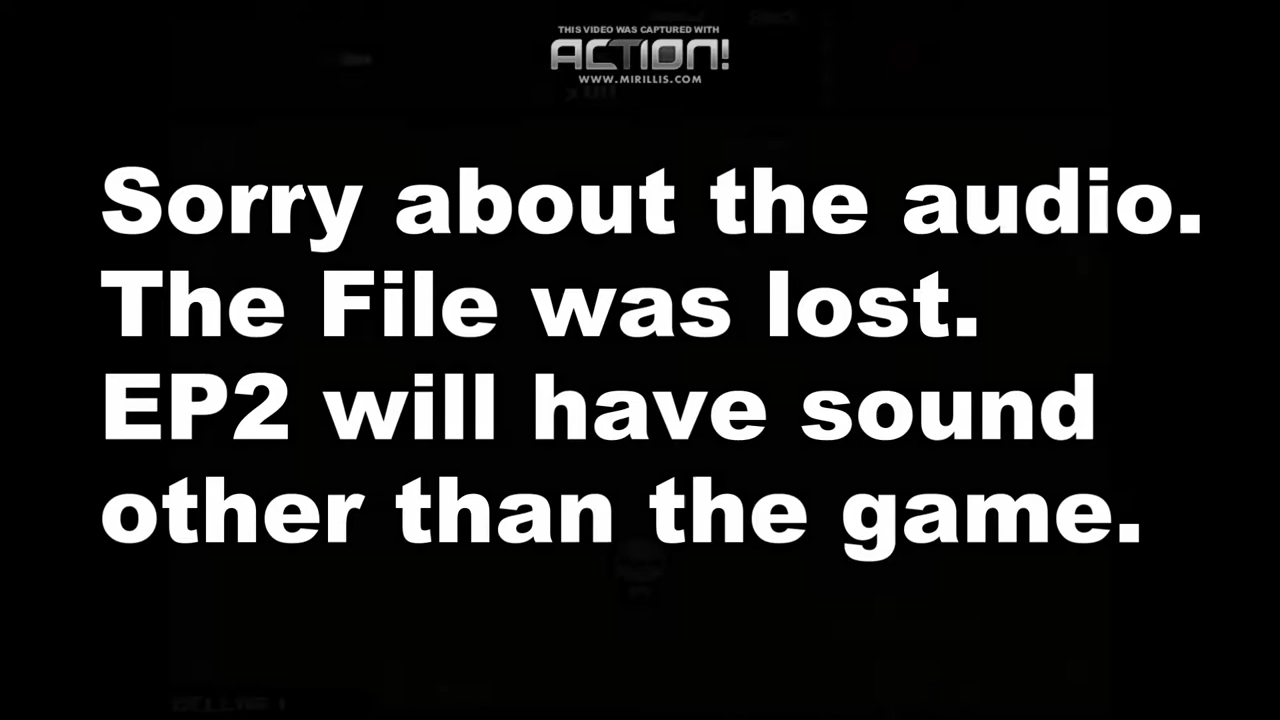 THIS VIDEO WAS CAPTURED WITH
ACTION!
WWW.MIRILLIS.COM
Sorry about the audio.
The File was lost.
EP2 will have sound
other than the game.